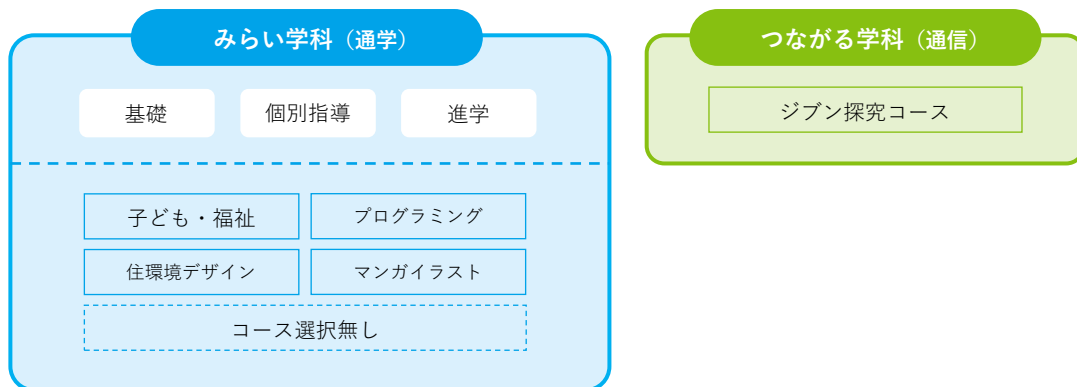 みらい学科（通学）
基礎
個別指導
進学
子ども・福祉
プログラミング
住環境デザイン
マンガイラスト
コース選択無し
つながる学科（通信）
ジブン探究コース